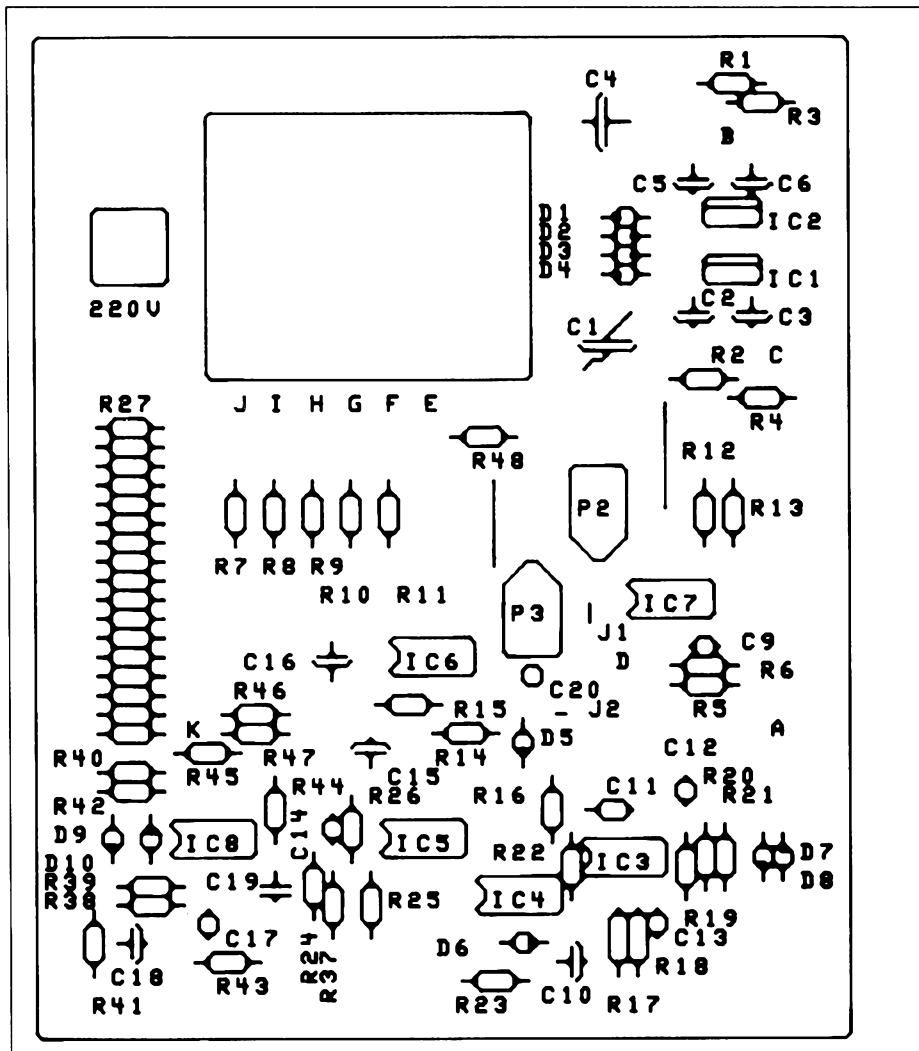 R1
C4
R3
B
C5 C6
D1
IC2
D2
D3
D4
IC1
220V
C2
C3
C1
R2 C
R27 J I H G F E
R4
R48 R12
P2 R13
R7 R8 R9
R10 R11 IC7
P3
J1
C9
C16 IC6 D R6
C20
R46 R15 J2 R5
K A
D5
R40 R45 R47 R14 C12
C15
R44 R26 R16 C11 R20
R42 R21
D9 C14
IC8 IC5 R22 IC3 D7
D10
R39 C19 D8
R38 R25 IC4
R19
C17 R24 D6 C13
C18 R43 R37 R18
R41 R23 C10 R17